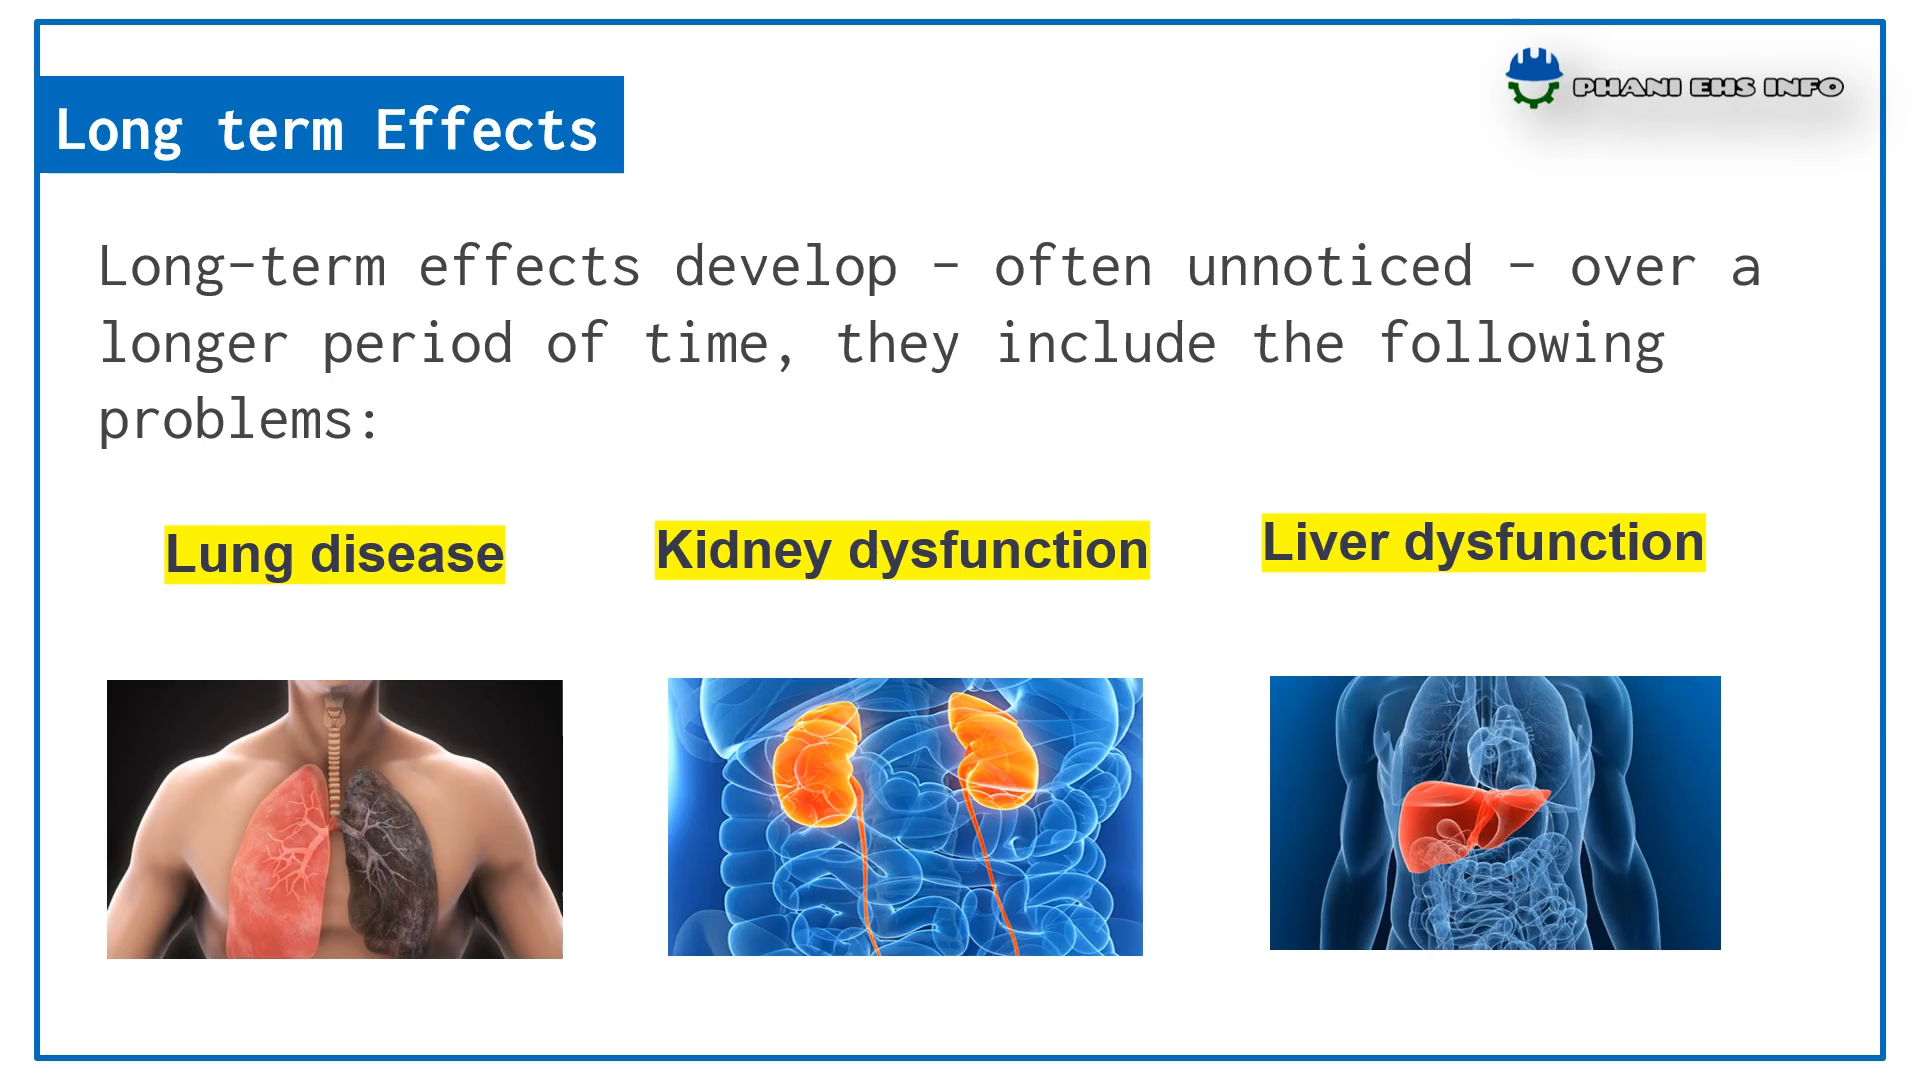 PHANI EHS INFO
Long term Effects
Long-term effects develop – often unnoticed – over a
longer period of time, they include the following
problems:
Lung disease
Kidney dysfunction
Liver dysfunction